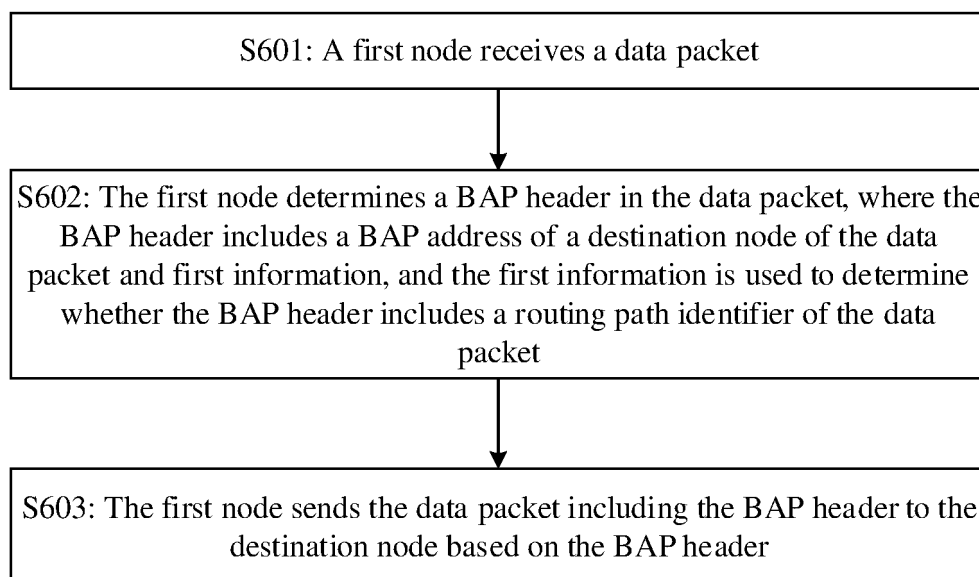 S601: A first node receives a data packet
S602: The first node determines a BAP header in the data packet, where the
BAP header includes a BAP address of a destination node of the data
packet and first information, and the first information is used to determine
whether the BAP header includes a routing path identifier of the data
packet
S603: The first node sends the data packet including the BAP header to the
destination node based on the BAP header